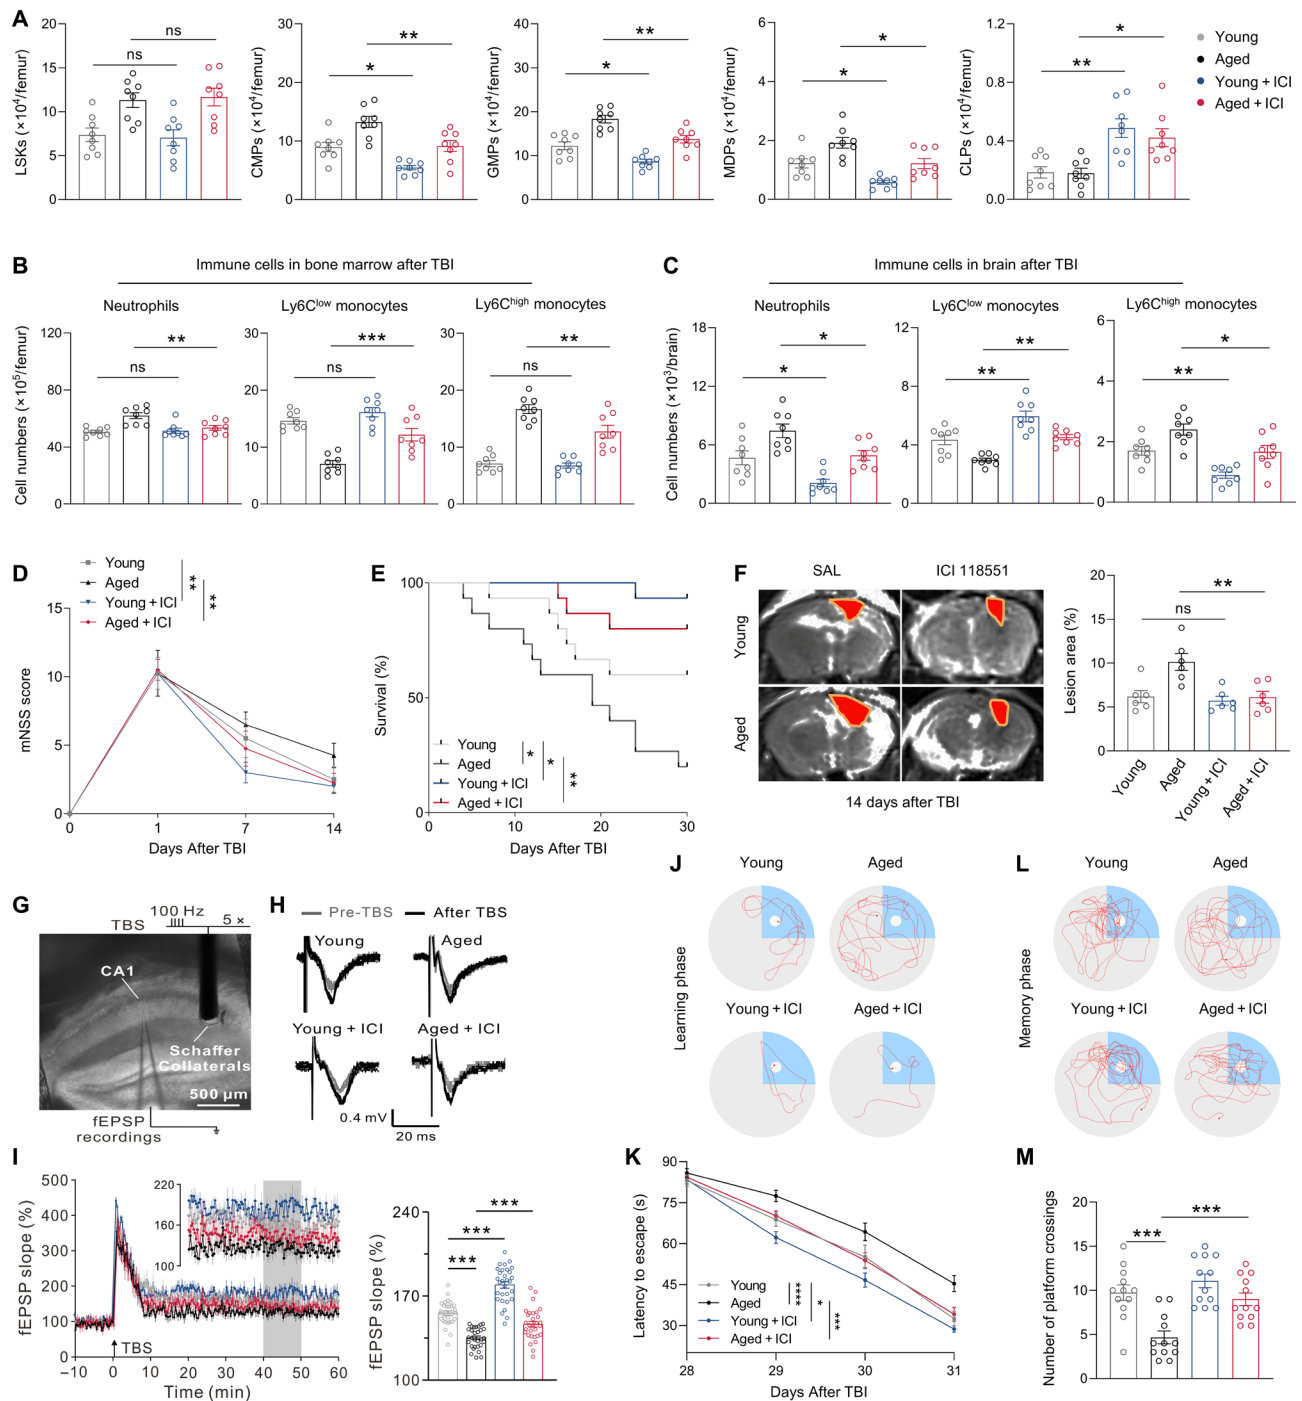 A
LSKs (×10⁴/femur)
20
15
10
5
0
ns
ns
CMPs (×10⁴/femur)
30
20
10
0
**
*
GMPs (×10⁴/femur)
40
30
20
10
0
**
*
MDPs (×10⁴/femur)
6
4
2
0
*
*
CLPs (×10⁴/femur)
1.2
0.8
0.4
0.0
*
**
Young
Aged
Young + ICI
Aged + ICI
B
Immune cells in bone marrow after TBI
Neutrophils
Ly6C^low monocytes
Ly6C^high monocytes
Cell numbers (×10⁵/femur)
120
80
40
0
**
ns
30
20
10
0
***
ns
30
20
10
0
**
ns
C
Immune cells in brain after TBI
Neutrophils
Ly6C^low monocytes
Ly6C^high monocytes
Cell numbers (×10³/brain)
18
12
6
0
*
*
12
8
4
0
**
**
6
4
2
0
*
**
D
Young
Aged
Young + ICI
Aged + ICI
**
**
mNSS score
15
10
5
0
0
1
7
14
Days After TBI
E
Survival (%)
100
50
0
Young
Aged
Young + ICI
Aged + ICI
*
*
**
0
10
20
30
Days After TBI
F
SAL
ICI 118551
Young
Aged
14 days after TBI
Lesion area (%)
20
15
10
5
0
**
ns
Young
Aged
Young + ICI
Aged + ICI
G
100 Hz
TBS
5 ×
CA1
Schaffer
Collaterals
500 µm
fEPSP
recordings
H
Pre-TBS
After TBS
Young
Aged
Young + ICI
Aged + ICI
0.4 mV
20 ms
I
fEPSP slope (%)
500
400
300
200
100
0
220
180
140
100
TBS
−10
0
10
20
30
40
50
60
Time (min)
fEPSP slope (%)
240
170
100
***
***
***
J
Learning phase
Young
Aged
Young + ICI
Aged + ICI
K
Latency to escape (s)
90
75
60
45
30
Young
Aged
Young + ICI
Aged + ICI
****
*
***
28
29
30
31
Days After TBI
L
Memory phase
Young
Aged
Young + ICI
Aged + ICI
M
Number of platform crossings
20
15
10
5
0
***
***